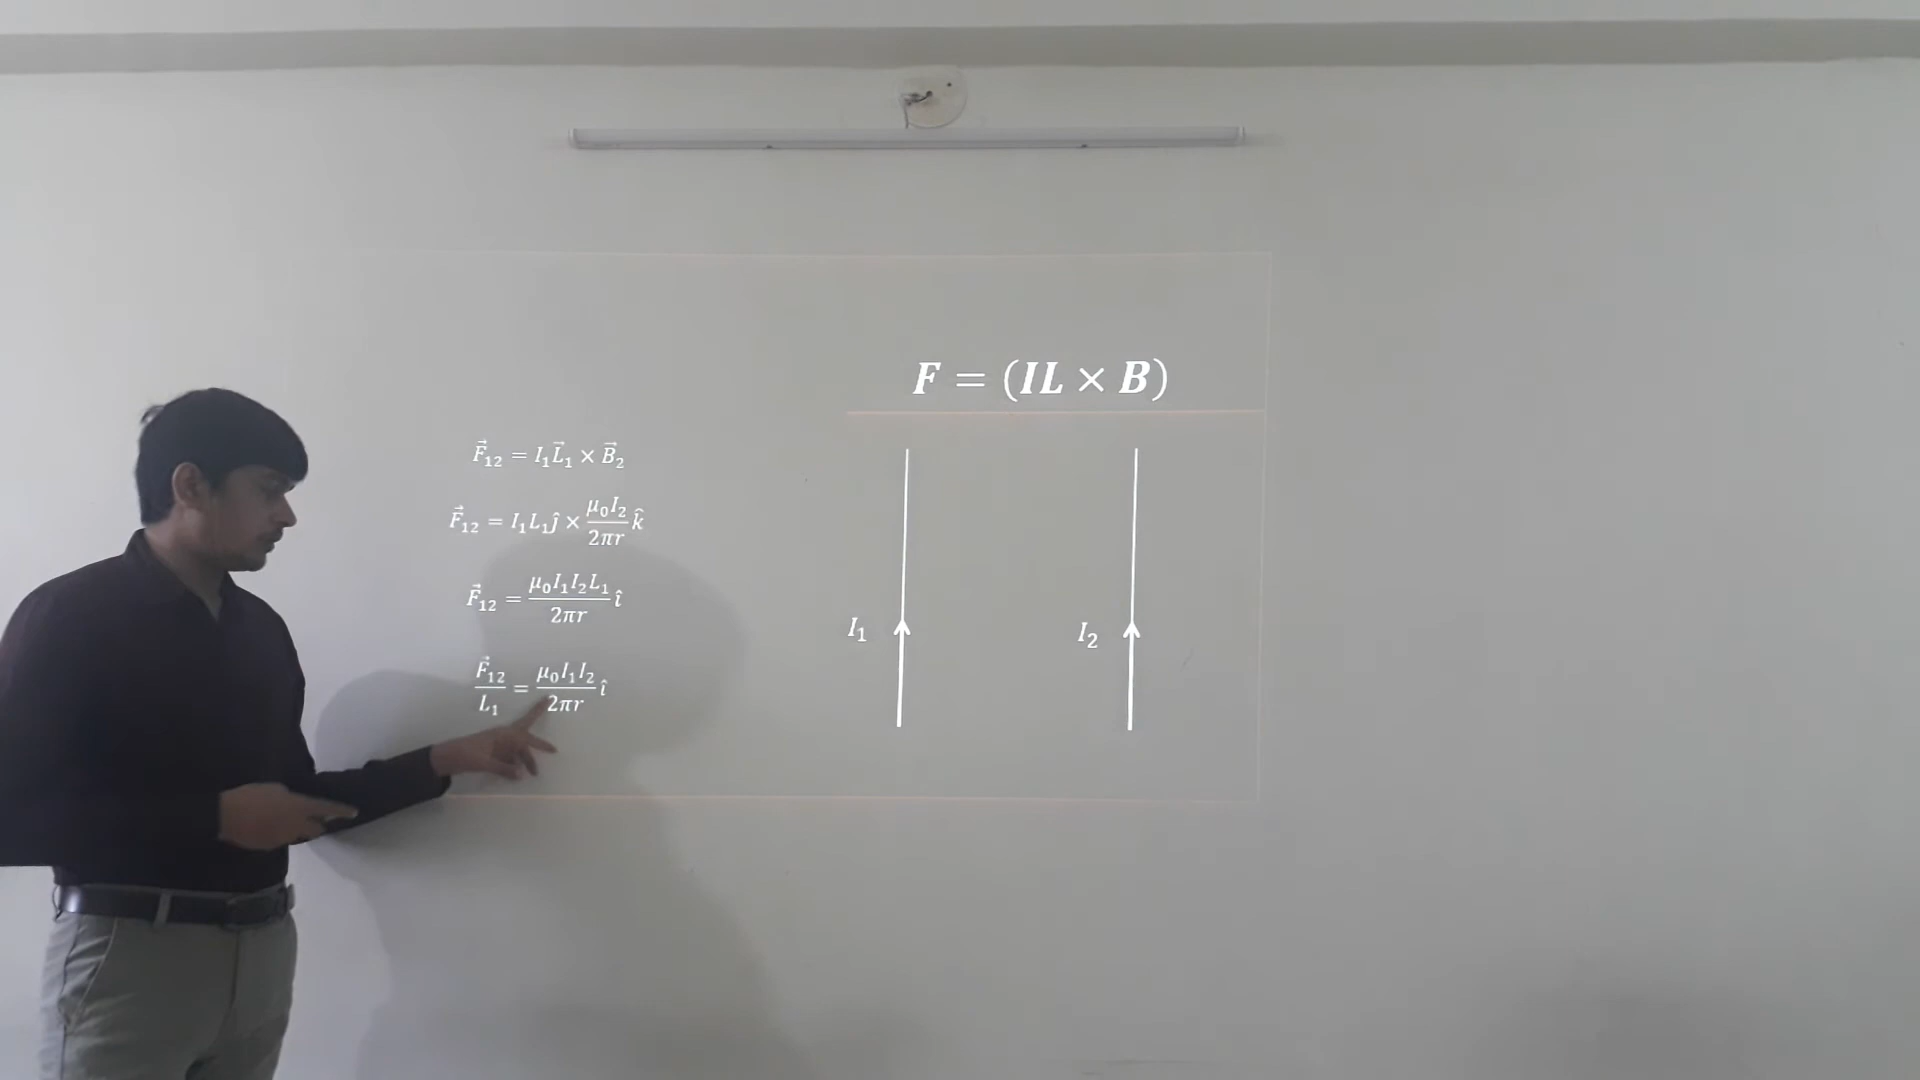 F = (IL × B)
F⃗₁₂ = I₁L⃗₁ × B⃗₂
F⃗₁₂ = I₁L₁ĵ × μ₀I₂/2πr k̂
F⃗₁₂ = μ₀I₁I₂L₁/2πr î
F⃗₁₂/L₁ = μ₀I₁I₂/2πr î
I₁
I₂